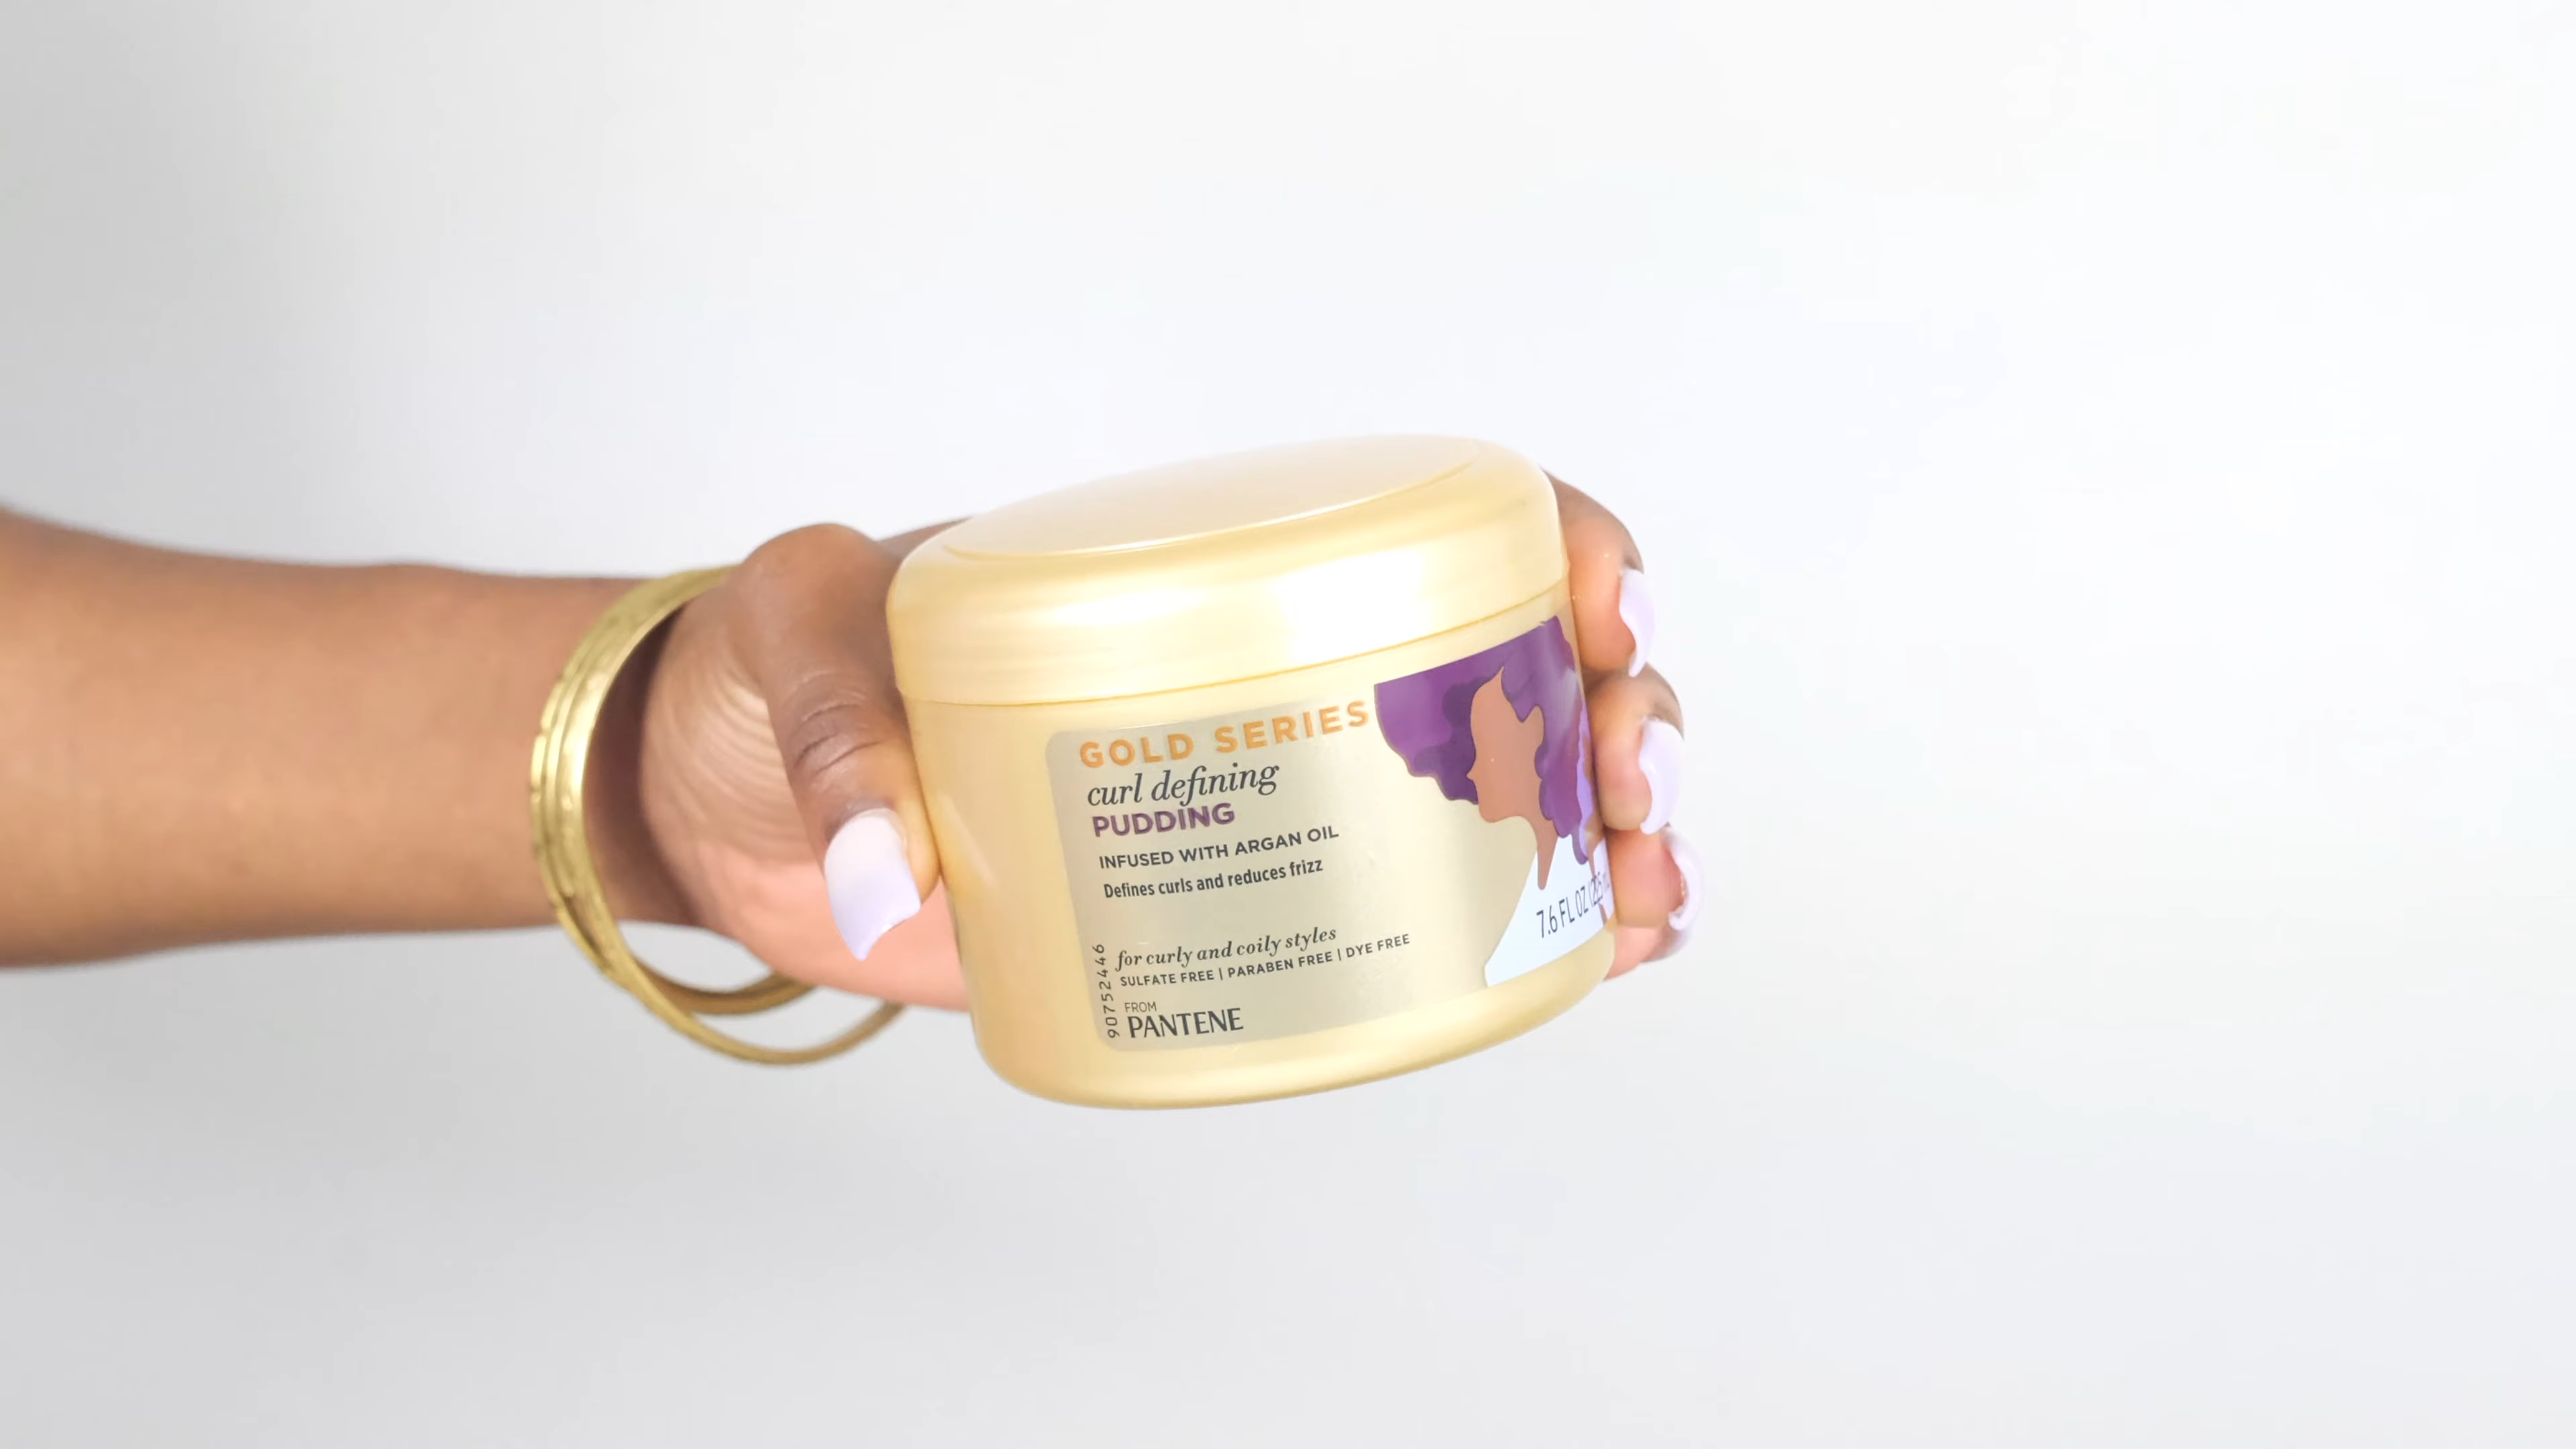 GOLD SERIES
curl defining
PUDDING
INFUSED WITH ARGAN OIL
Defines curls and reduces frizz
for curly and coily styles
SULFATE FREE | PARABEN FREE | DYE FREE
FROM
PANTENE
90752446
7.6 FL OZ